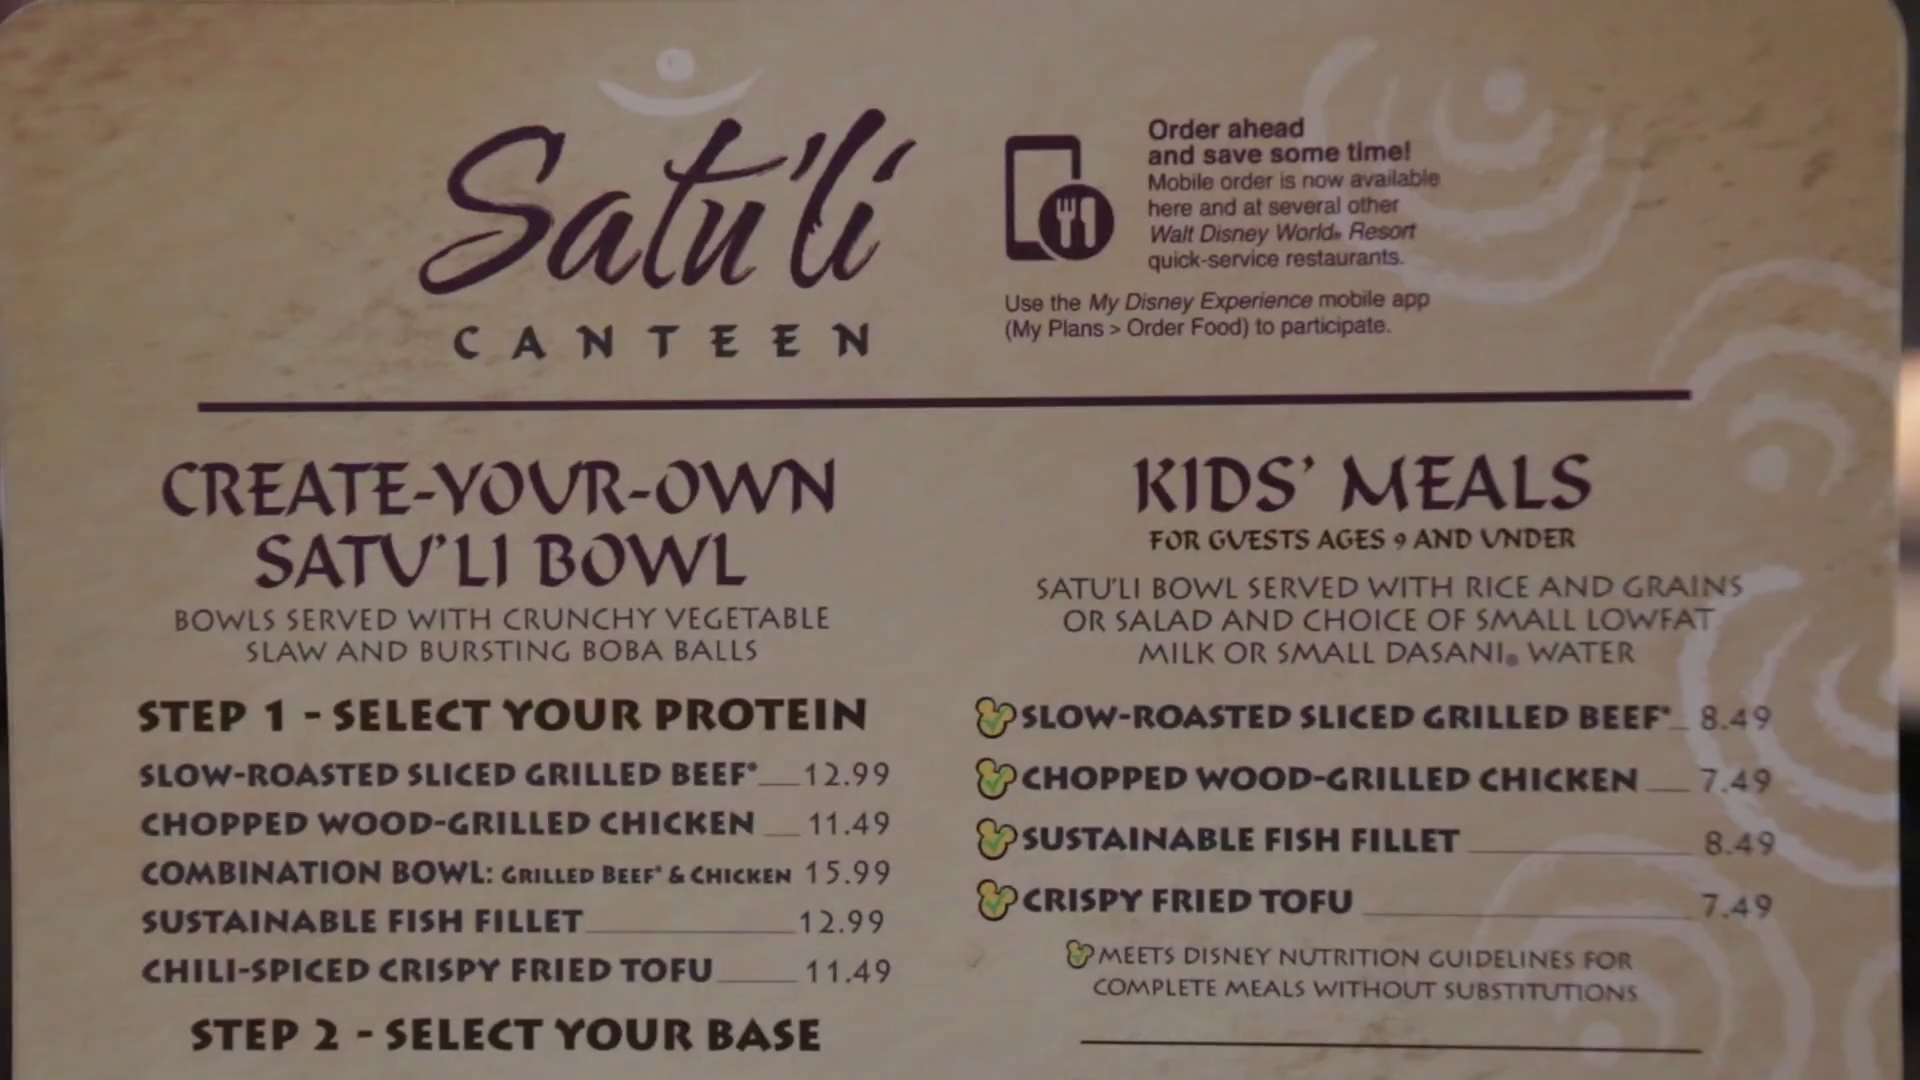 Satu'li
CANTEEN
Order ahead
and save some time!
Mobile order is now available
here and at several other
Walt Disney World® Resort
quick-service restaurants.
Use the My Disney Experience mobile app
(My Plans > Order Food) to participate.
CREATE-YOUR-OWN
SATU'LI BOWL
BOWLS SERVED WITH CRUNCHY VEGETABLE
SLAW AND BURSTING BOBA BALLS
STEP 1 - SELECT YOUR PROTEIN
SLOW-ROASTED SLICED GRILLED BEEF* 12.99
CHOPPED WOOD-GRILLED CHICKEN 11.49
COMBINATION BOWL: GRILLED BEEF* & CHICKEN 15.99
SUSTAINABLE FISH FILLET 12.99
CHILI-SPICED CRISPY FRIED TOFU 11.49
STEP 2 - SELECT YOUR BASE
KIDS' MEALS
FOR GUESTS AGES 9 AND UNDER
SATU'LI BOWL SERVED WITH RICE AND GRAINS
OR SALAD AND CHOICE OF SMALL LOWFAT
MILK OR SMALL DASANI® WATER
SLOW-ROASTED SLICED GRILLED BEEF* 8.49
CHOPPED WOOD-GRILLED CHICKEN 7.49
SUSTAINABLE FISH FILLET 8.49
CRISPY FRIED TOFU 7.49
MEETS DISNEY NUTRITION GUIDELINES FOR
COMPLETE MEALS WITHOUT SUBSTITUTIONS